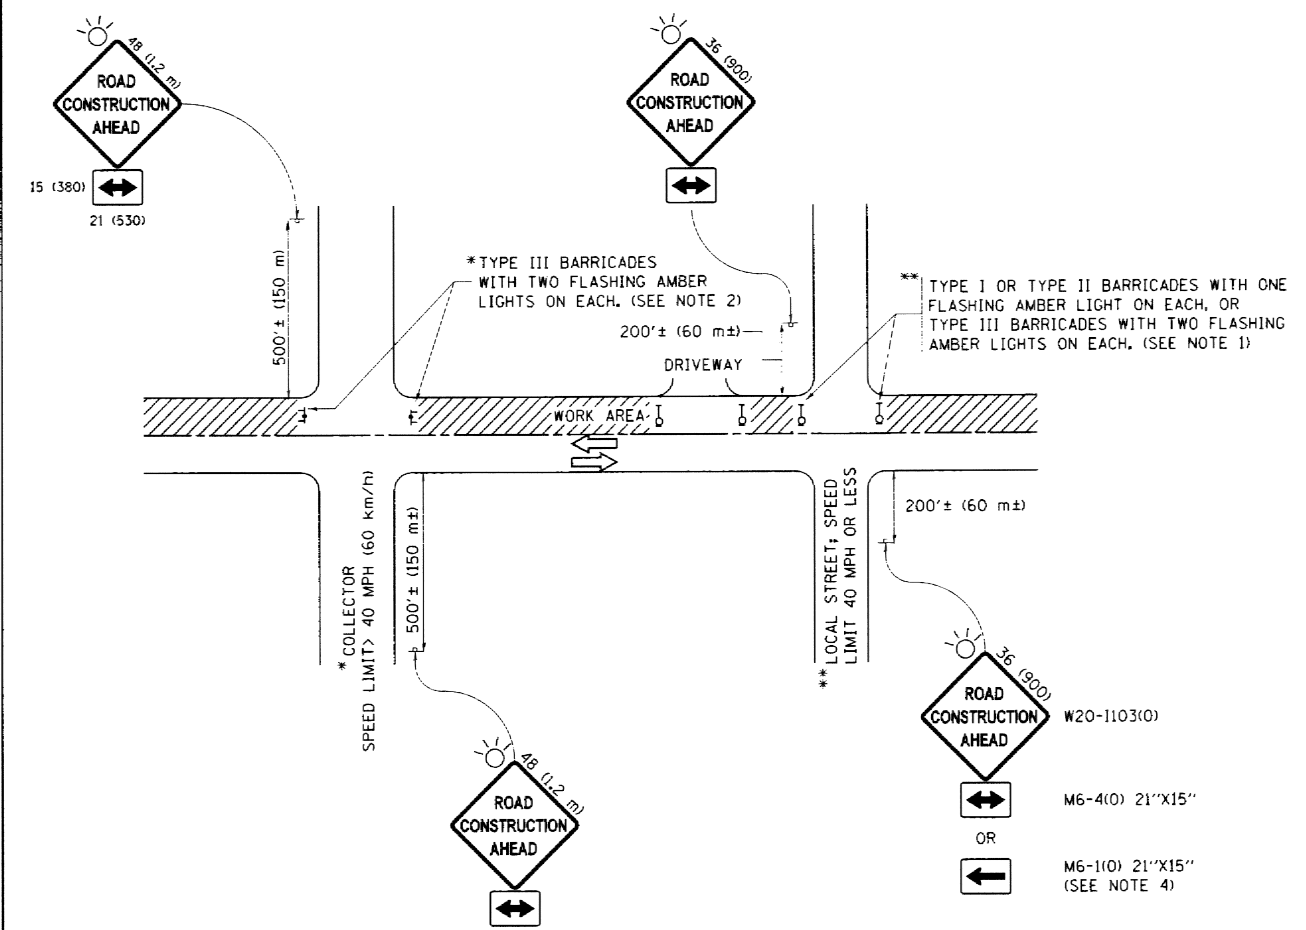 48 (1.2 m)
ROAD
CONSTRUCTION
AHEAD
15 (380)
21 (530)
36 (900)
ROAD
CONSTRUCTION
AHEAD
500'± (150 m)
*TYPE III BARRICADES
WITH TWO FLASHING AMBER
LIGHTS ON EACH. (SEE NOTE 2)
200'± (60 m±)
DRIVEWAY
** TYPE I OR TYPE II BARRICADES WITH ONE
FLASHING AMBER LIGHT ON EACH, OR
TYPE III BARRICADES WITH TWO FLASHING
AMBER LIGHTS ON EACH. (SEE NOTE 1)
WORK AREA
* COLLECTOR
SPEED LIMIT> 40 MPH (60 km/h)
500'± (150 m±)
** LOCAL STREET; SPEED
LIMIT 40 MPH OR LESS
200'± (60 m±)
48 (1.2 m)
ROAD
CONSTRUCTION
AHEAD
36 (900)
ROAD
CONSTRUCTION
AHEAD
W20-1103(0)
M6-4(0) 21''X15''
OR
M6-1(0) 21''X15''
(SEE NOTE 4)